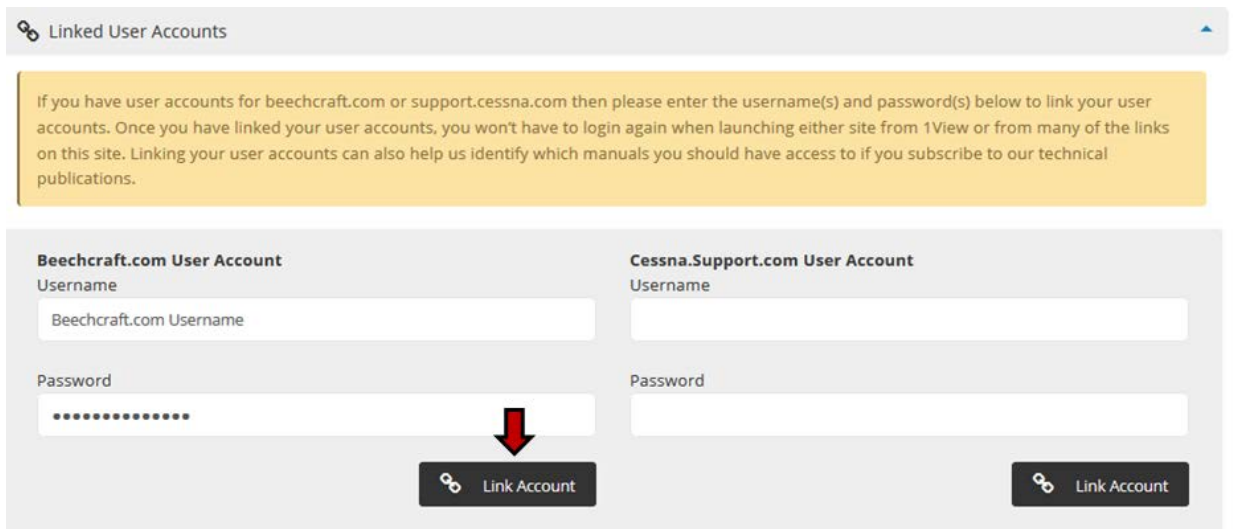 Linked User Accounts
If you have user accounts for beechcraft.com or support.cessna.com then please enter the username(s) and password(s) below to link your user
accounts. Once you have linked your user accounts, you won't have to login again when launching either site from 1View or from many of the links
on this site. Linking your user accounts can also help us identify which manuals you should have access to if you subscribe to our technical
publications.
Beechcraft.com User Account
Username
Beechcraft.com Username
Password
••••••••••••••
Link Account
Cessna.Support.com User Account
Username
Password
Link Account